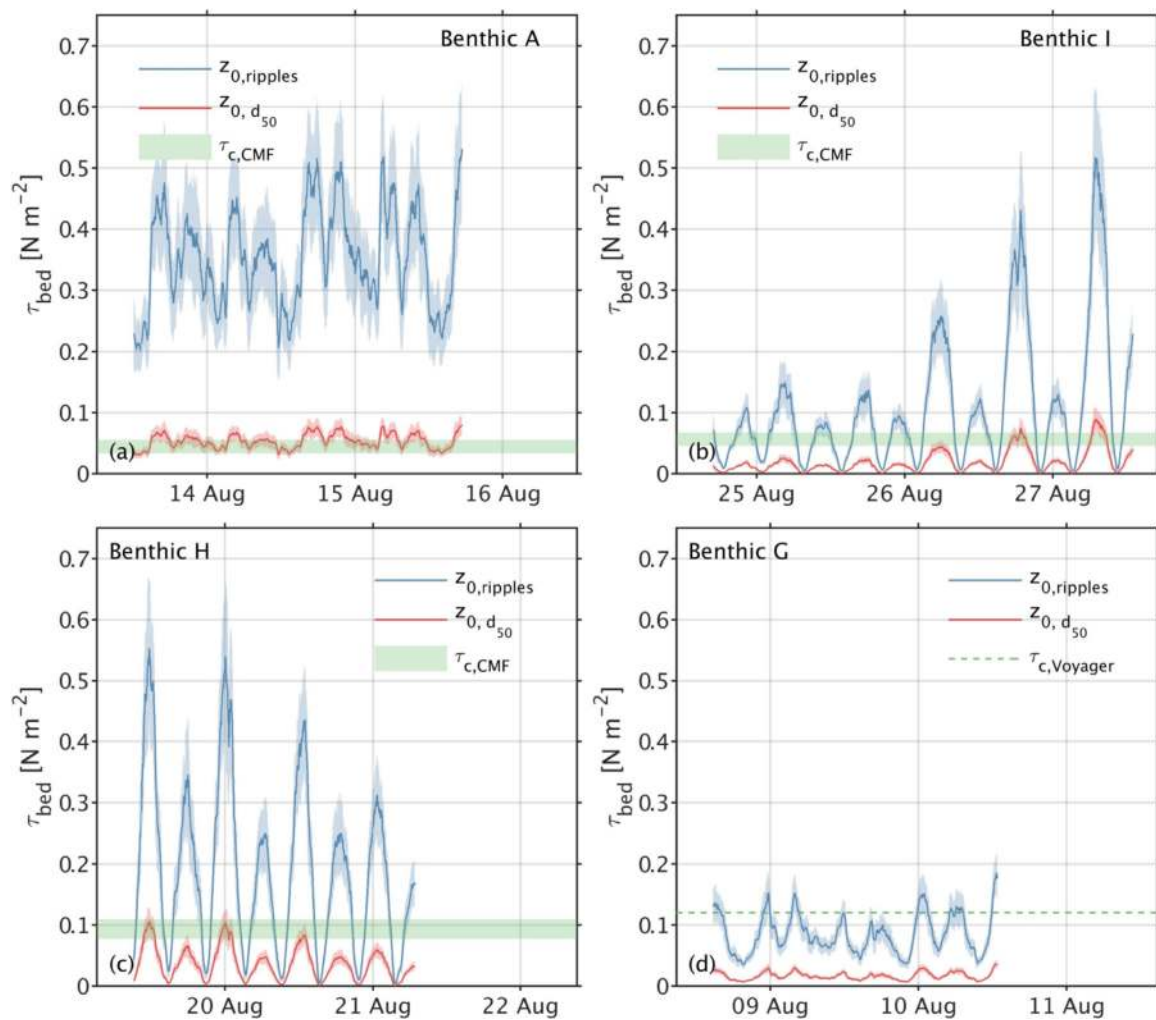 Benthic A
z0,ripples
z0, d50
τc,CMF
τbed [N m−2]
0.7
0.6
0.5
0.4
0.3
0.2
0.1
0
(a)
14 Aug
15 Aug
16 Aug
Benthic I
z0,ripples
z0, d50
τc,CMF
τbed [N m−2]
0.7
0.6
0.5
0.4
0.3
0.2
0.1
0
(b)
25 Aug
26 Aug
27 Aug
Benthic H
z0,ripples
z0, d50
τc,CMF
τbed [N m−2]
0.7
0.6
0.5
0.4
0.3
0.2
0.1
0
(c)
20 Aug
21 Aug
22 Aug
Benthic G
z0,ripples
z0, d50
τc,Voyager
τbed [N m−2]
0.7
0.6
0.5
0.4
0.3
0.2
0.1
0
(d)
09 Aug
10 Aug
11 Aug